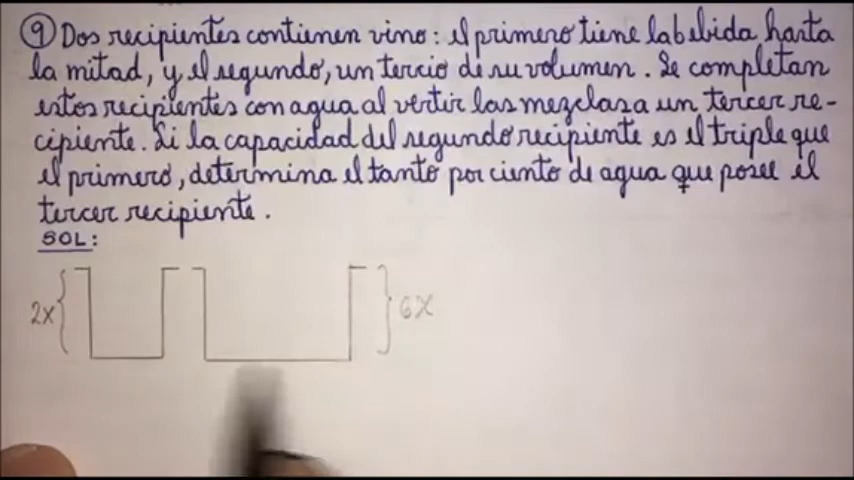 9 Dos recipientes contienen vino: el primero tiene la bebida hasta
la mitad, y el segundo, un tercio de su volumen. Se completan
estos recipientes con agua al vertir las mezclas a un tercer re-
cipiente. Si la capacidad del segundo recipiente es el triple que
el primero, determina el tanto por ciento de agua que posee el
tercer recipiente.
SOL:
2X 6X